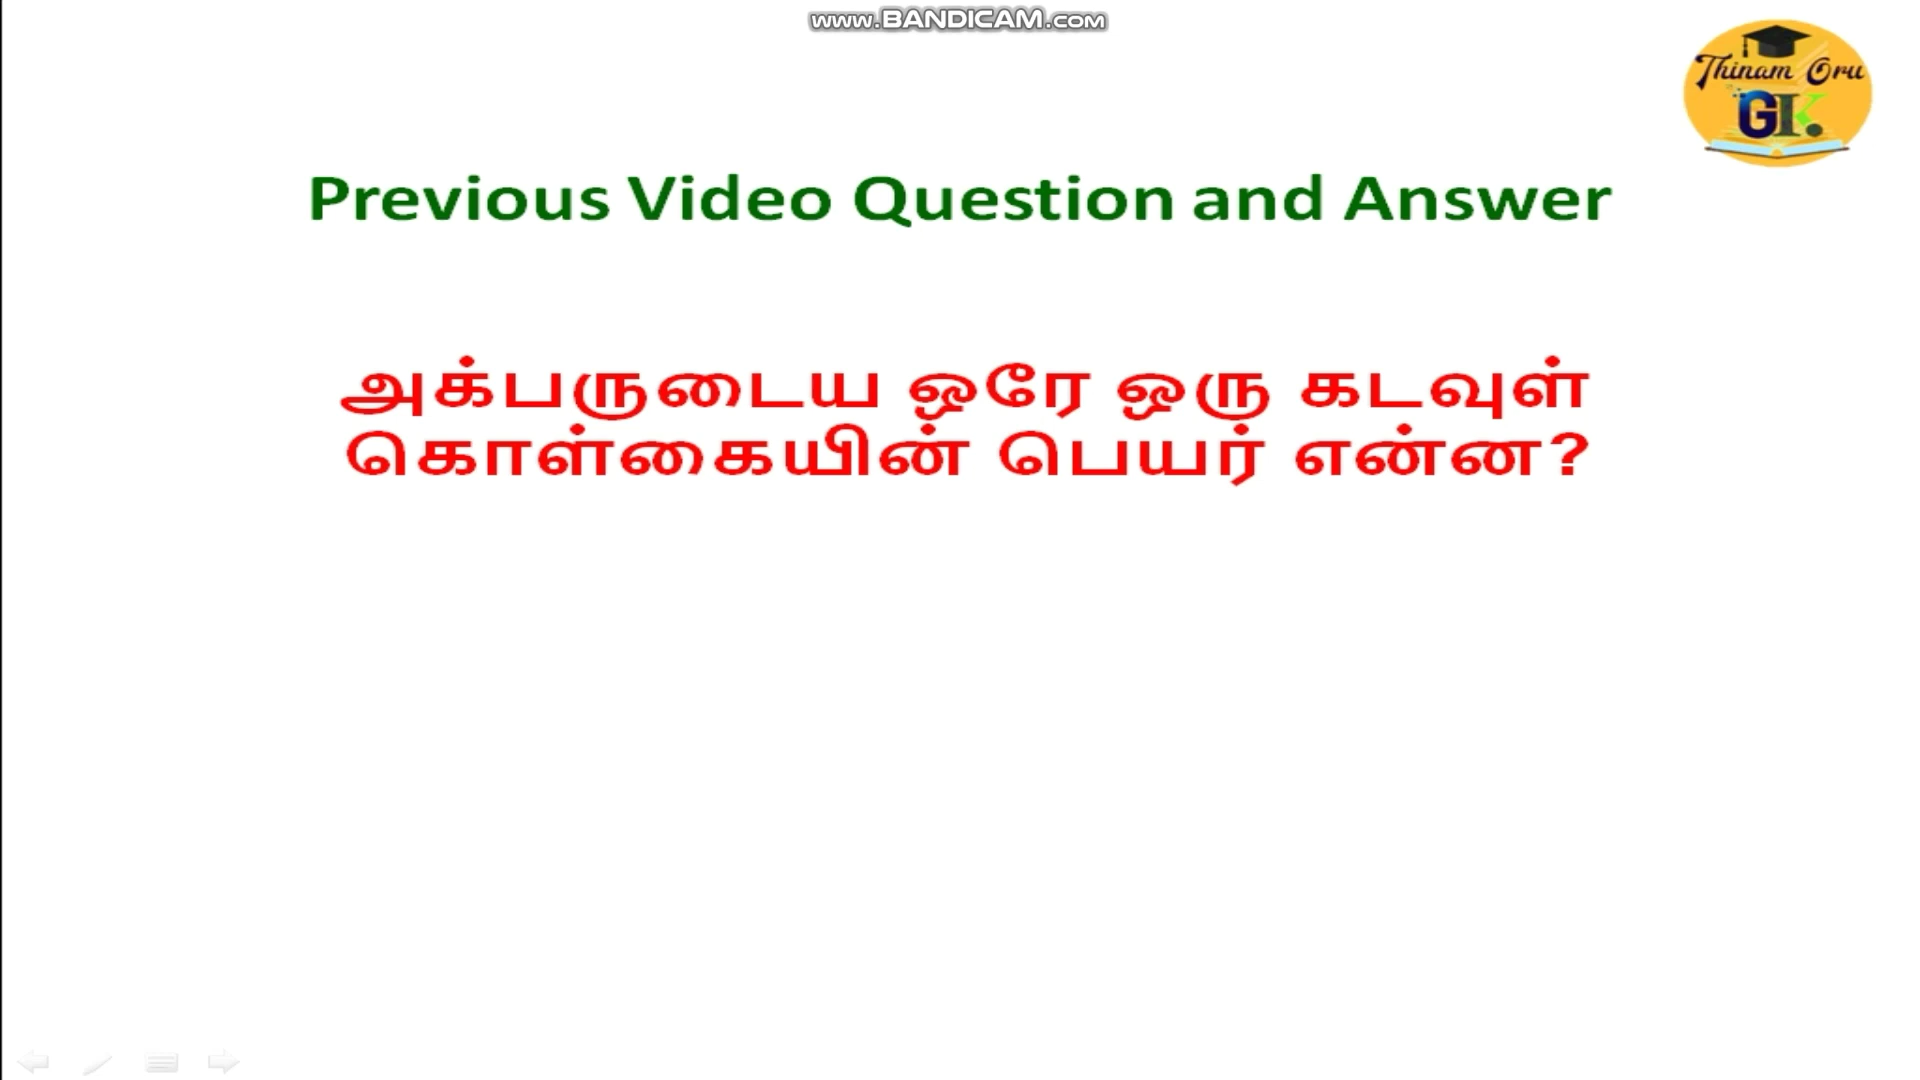 www.BANDICAM.com
Thinam Oru
GK.
Previous Video Question and Answer
அக்பருடைய ஒரே ஒரு கடவுள்
கொள்கையின் பெயர் என்ன?